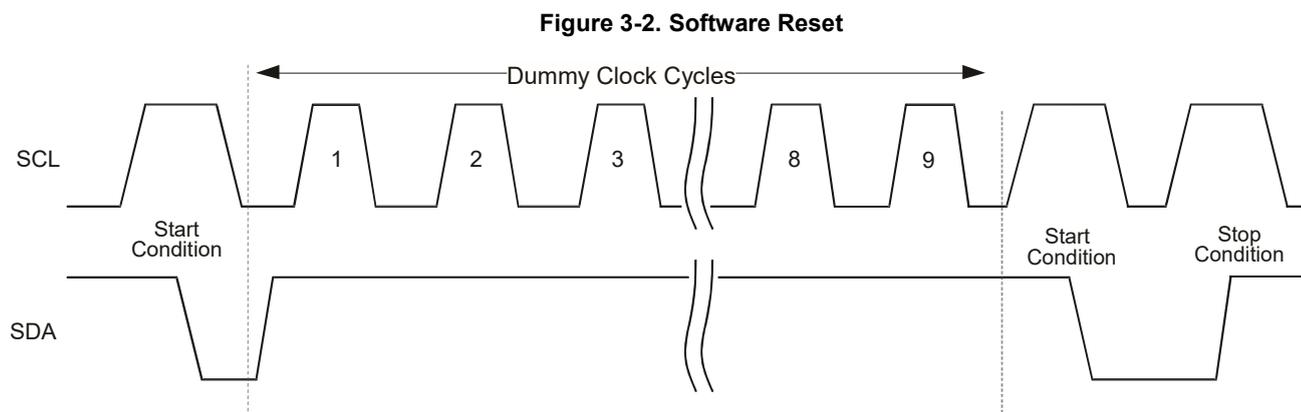 Figure 3-2. Software Reset
Dummy Clock Cycles
SCL
1
2
3
8
9
Start
Condition
Start
Condition
Stop
Condition
SDA